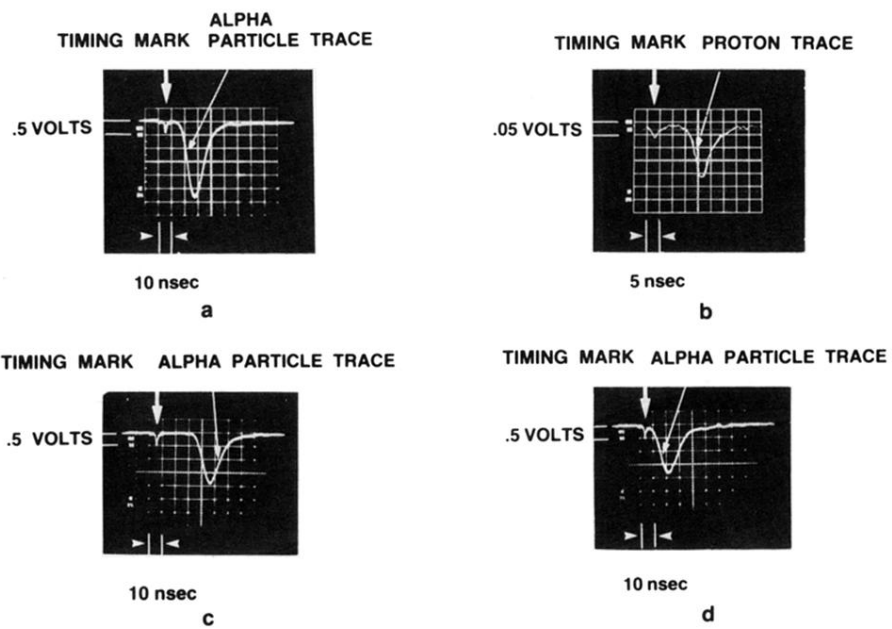 ALPHA
TIMING MARK PARTICLE TRACE
.5 VOLTS
10 nsec
a
TIMING MARK PROTON TRACE
.05 VOLTS
5 nsec
b
TIMING MARK ALPHA PARTICLE TRACE
.5 VOLTS
10 nsec
c
TIMING MARK ALPHA PARTICLE TRACE
.5 VOLTS
10 nsec
d